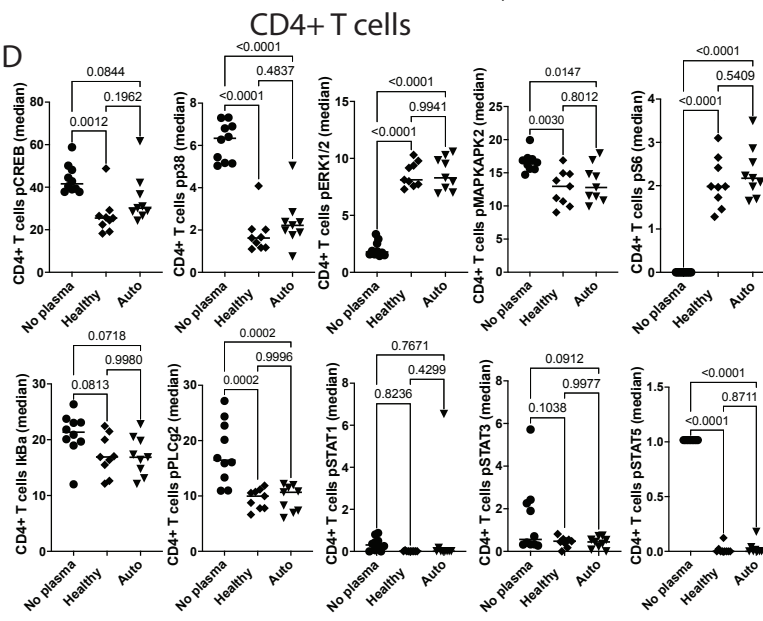 CD4+ T cells
D
CD4+ T cells pCREB (median)
80
60
40
20
0
0.0844
0.0012
0.1962
No plasma
Healthy
Auto
CD4+ T cells pp38 (median)
8
6
4
2
0
<0.0001
<0.0001
0.4837
No plasma
Healthy
Auto
CD4+ T cells pERK1/2 (median)
15
10
5
0
<0.0001
<0.0001
0.9941
No plasma
Healthy
Auto
CD4+ T cells pMAPKAPK2 (median)
25
20
15
10
5
0
0.0147
0.0030
0.8012
No plasma
Healthy
Auto
CD4+ T cells pS6 (median)
4
3
2
1
0
<0.0001
<0.0001
0.5409
No plasma
Healthy
Auto
CD4+ T cells IkBa (median)
30
20
10
0
0.0718
0.0813
0.9980
No plasma
Healthy
Auto
CD4+ T cells pPLCg2 (median)
30
20
10
0
0.0002
0.0002
0.9996
No plasma
Healthy
Auto
CD4+ T cells pSTAT1 (median)
8
6
4
2
0
0.7671
0.8236
0.4299
No plasma
Healthy
Auto
CD4+ T cells pSTAT3 (median)
8
6
4
2
0
0.0912
0.1038
0.9977
No plasma
Healthy
Auto
CD4+ T cells pSTAT5 (median)
1.5
1.0
0.5
0.0
<0.0001
<0.0001
0.8711
No plasma
Healthy
Auto